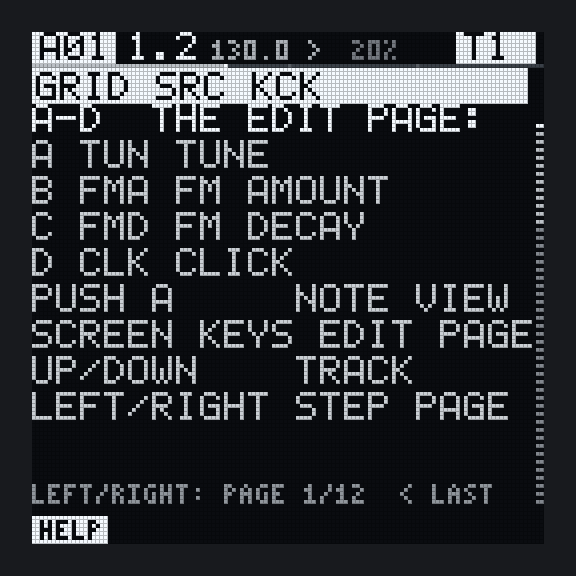 A01 1.2 130.0 > 20% T1
GRID SRC KCK
A-D THE EDIT PAGE:
A TUN TUNE
B FMA FM AMOUNT
C FMD FM DECAY
D CLK CLICK
PUSH A NOTE VIEW
SCREEN KEYS EDIT PAGE
UP/DOWN TRACK
LEFT/RIGHT STEP PAGE
LEFT/RIGHT: PAGE 1/12 < LAST
HELP